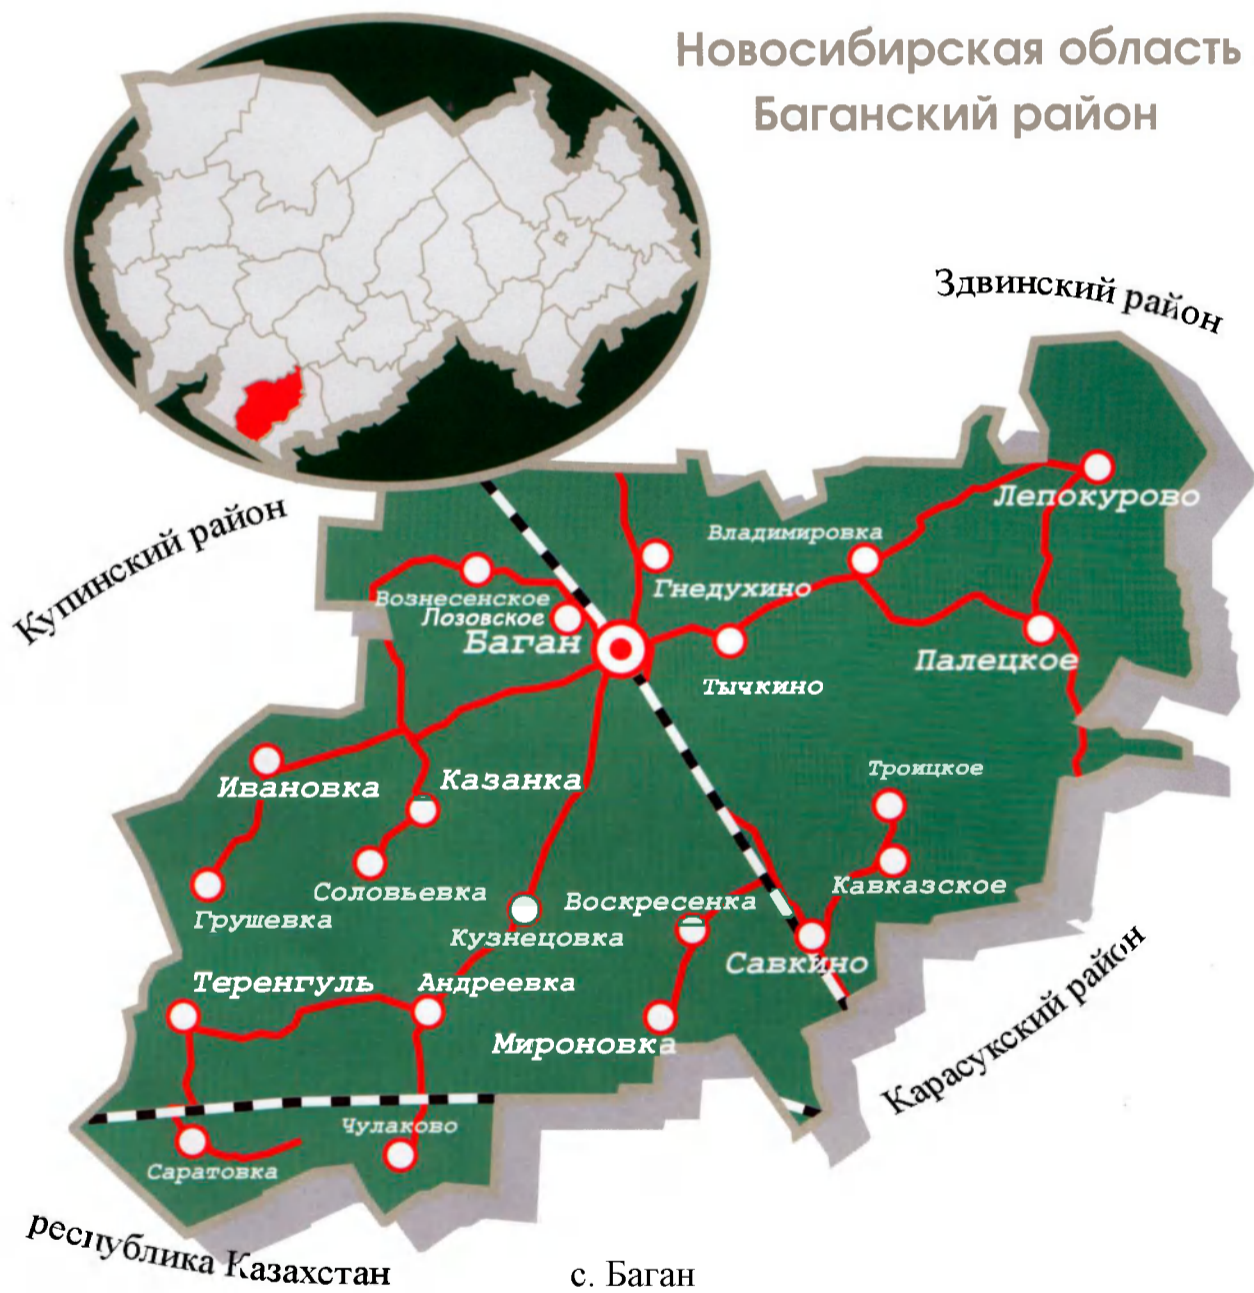 Новосибирская область
Баганский район
Здвинский район
Купинский район
Лепокурово
Владимировка
Гнедухино
Вознесенское
Лозовское
Баган
Палецкое
Тычкино
Троицкое
Ивановка
Казанка
Кавказское
Соловьевка
Воскресенка
Грушевка
Кузнецовка
Савкино
Теренгуль
Андреевка
Мироновка
Карасукский район
Чулаково
Саратовка
республика Казахстан
с. Баган